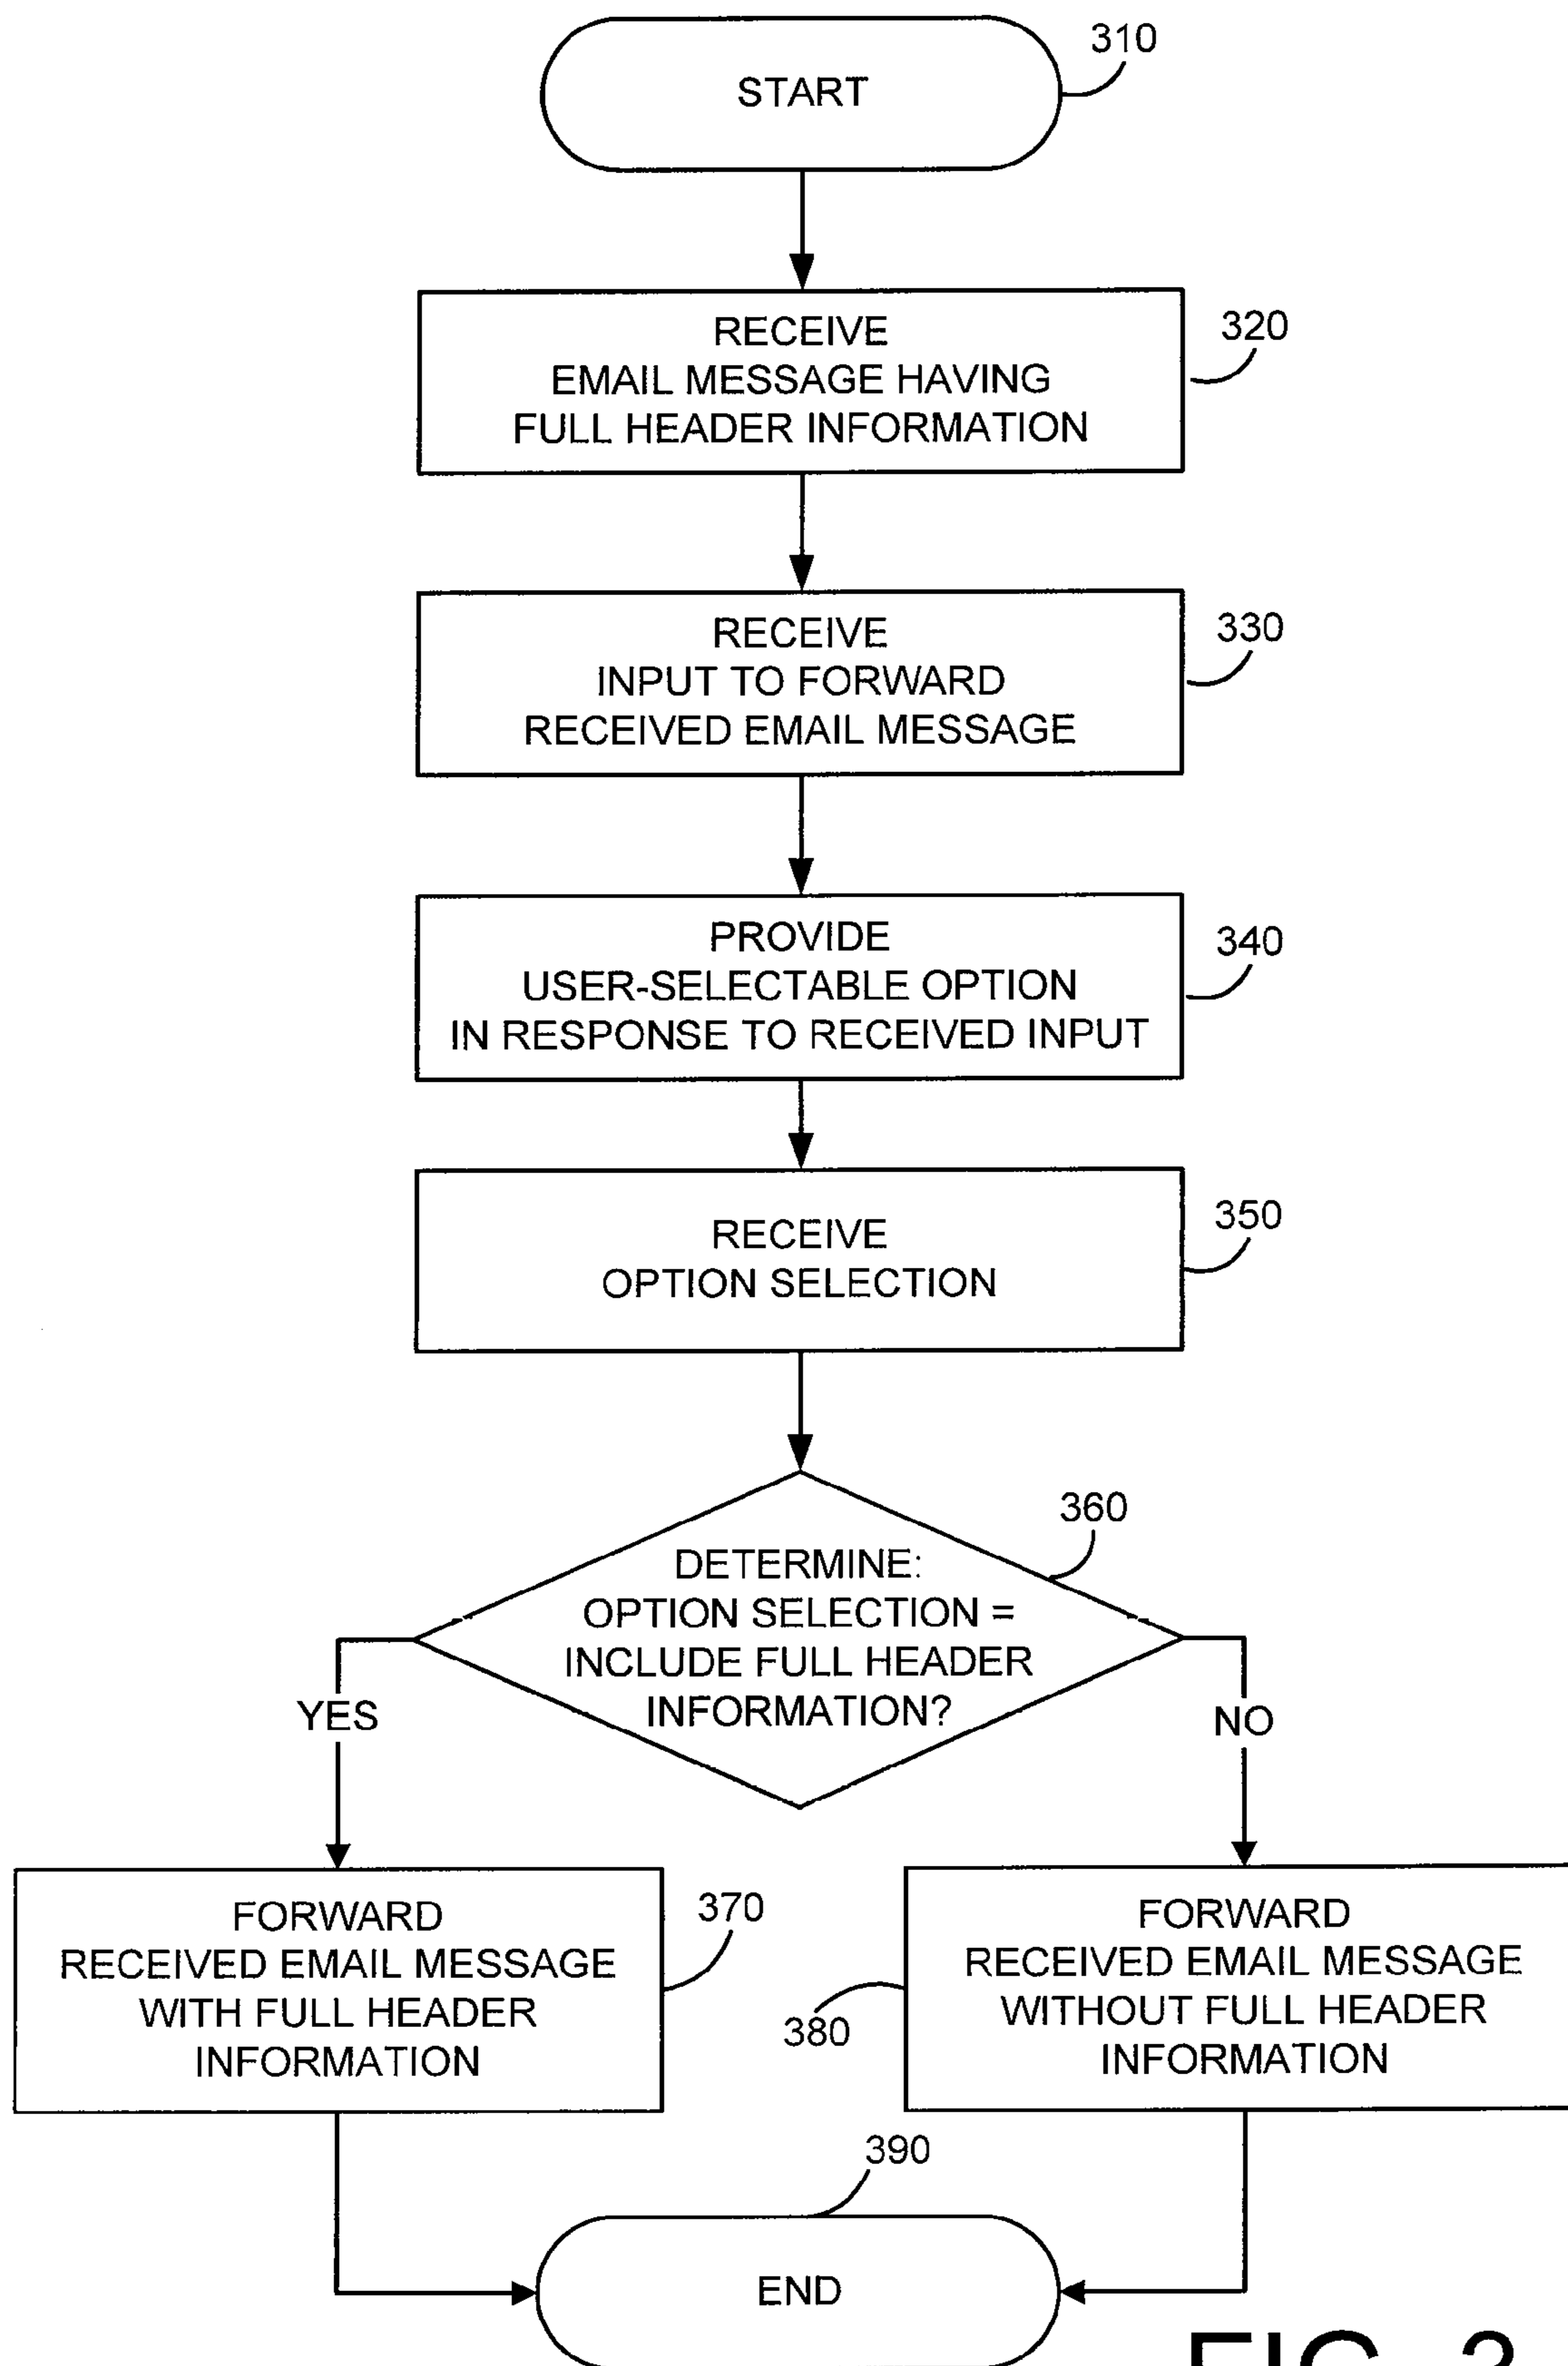 START
310
RECEIVE
EMAIL MESSAGE HAVING
FULL HEADER INFORMATION
320
RECEIVE
INPUT TO FORWARD
RECEIVED EMAIL MESSAGE
330
PROVIDE
USER-SELECTABLE OPTION
IN RESPONSE TO RECEIVED INPUT
340
RECEIVE
OPTION SELECTION
350
360
DETERMINE:
OPTION SELECTION =
INCLUDE FULL HEADER
INFORMATION?
YES
NO
FORWARD
RECEIVED EMAIL MESSAGE
WITH FULL HEADER
INFORMATION
370
FORWARD
RECEIVED EMAIL MESSAGE
WITHOUT FULL HEADER
INFORMATION
380
390
END